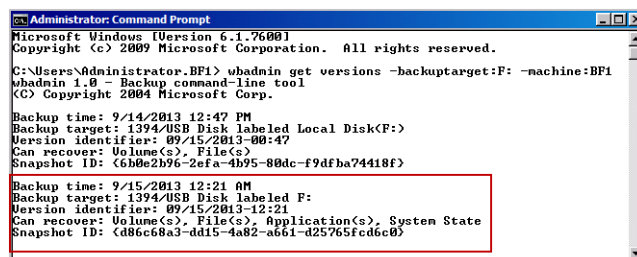 Administrator: Command Prompt
Microsoft Windows [Version 6.1.7600]
Copyright (c) 2009 Microsoft Corporation.  All rights reserved.
C:\Users\Administrator.BF1> wbadmin get versions -backuptarget:F: -machine:BF1
wbadmin 1.0 - Backup command-line tool
(C) Copyright 2004 Microsoft Corp.
Backup time: 9/14/2013 12:47 PM
Backup target: 1394/USB Disk labeled Local Disk(F:)
Version identifier: 09/15/2013-00:47
Can recover: Volume(s), File(s)
Snapshot ID: {6b0e2b96-2efa-4b95-80dc-f9dfba74418f}
Backup time: 9/15/2013 12:21 AM
Backup target: 1394/USB Disk labeled F:
Version identifier: 09/15/2013-12:21
Can recover: Volume(s), File(s), Application(s), System State
Snapshot ID: {d86c68a3-dd15-4a82-a661-d25765fcd6c0}